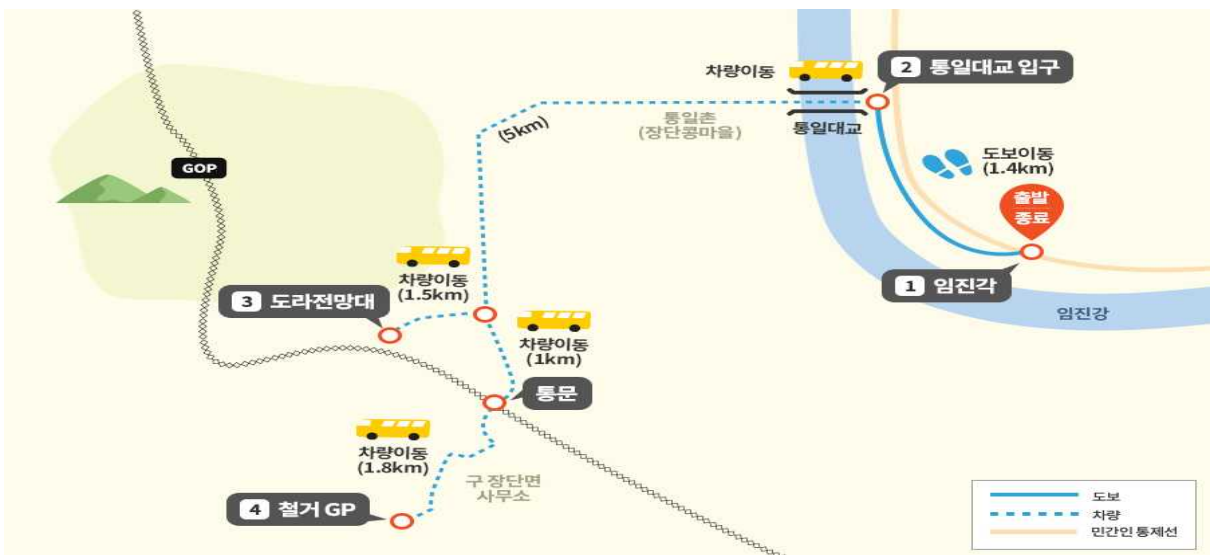 차량이동
2 통일대교 입구
(5km)
통일촌
(장단콩마을)
통일대교
도보이동
(1.4km)
출발
종료
GOP
1 임진각
임진강
차량이동
(1.5km)
3 도라전망대
차량이동
(1km)
통문
차량이동
(1.8km)
구 장단면
사무소
4 철거 GP
도보
차량
민간인 통제선